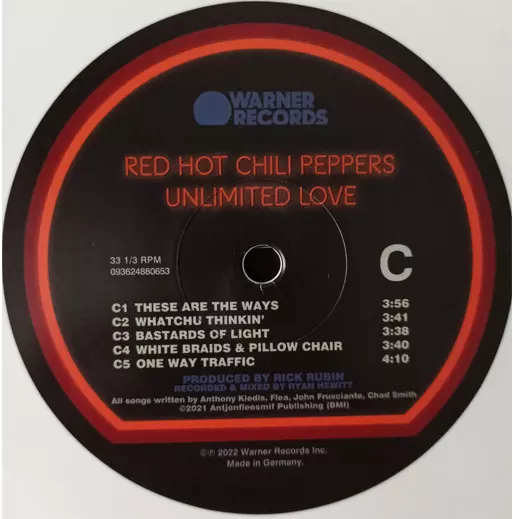 WARNER
RECORDS
RED HOT CHILI PEPPERS
UNLIMITED LOVE
33 1/3 RPM
093624880653
C
C1 THESE ARE THE WAYS 3:56
C2 WHATCHU THINKIN' 3:41
C3 BASTARDS OF LIGHT 3:38
C4 WHITE BRAIDS & PILLOW CHAIR 3:40
C5 ONE WAY TRAFFIC 4:10
PRODUCED BY RICK RUBIN
RECORDED & MIXED BY RYAN HEWITT
All songs written by Anthony Kiedis, Flea, John Frusciante, Chad Smith
©2021 Antjonfleesmif Publishing (BMI)
©℗ 2022 Warner Records Inc.
Made in Germany.